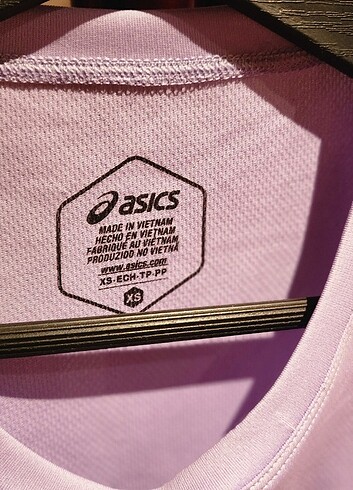 asics
MADE IN VIETNAM
HECHO EN VIETNAM
FABRIQUÉ AU VIETNAM
PRODUZIDO NO VIETNÃ
www.asics.com
XS-ECH-TP-PP
XS